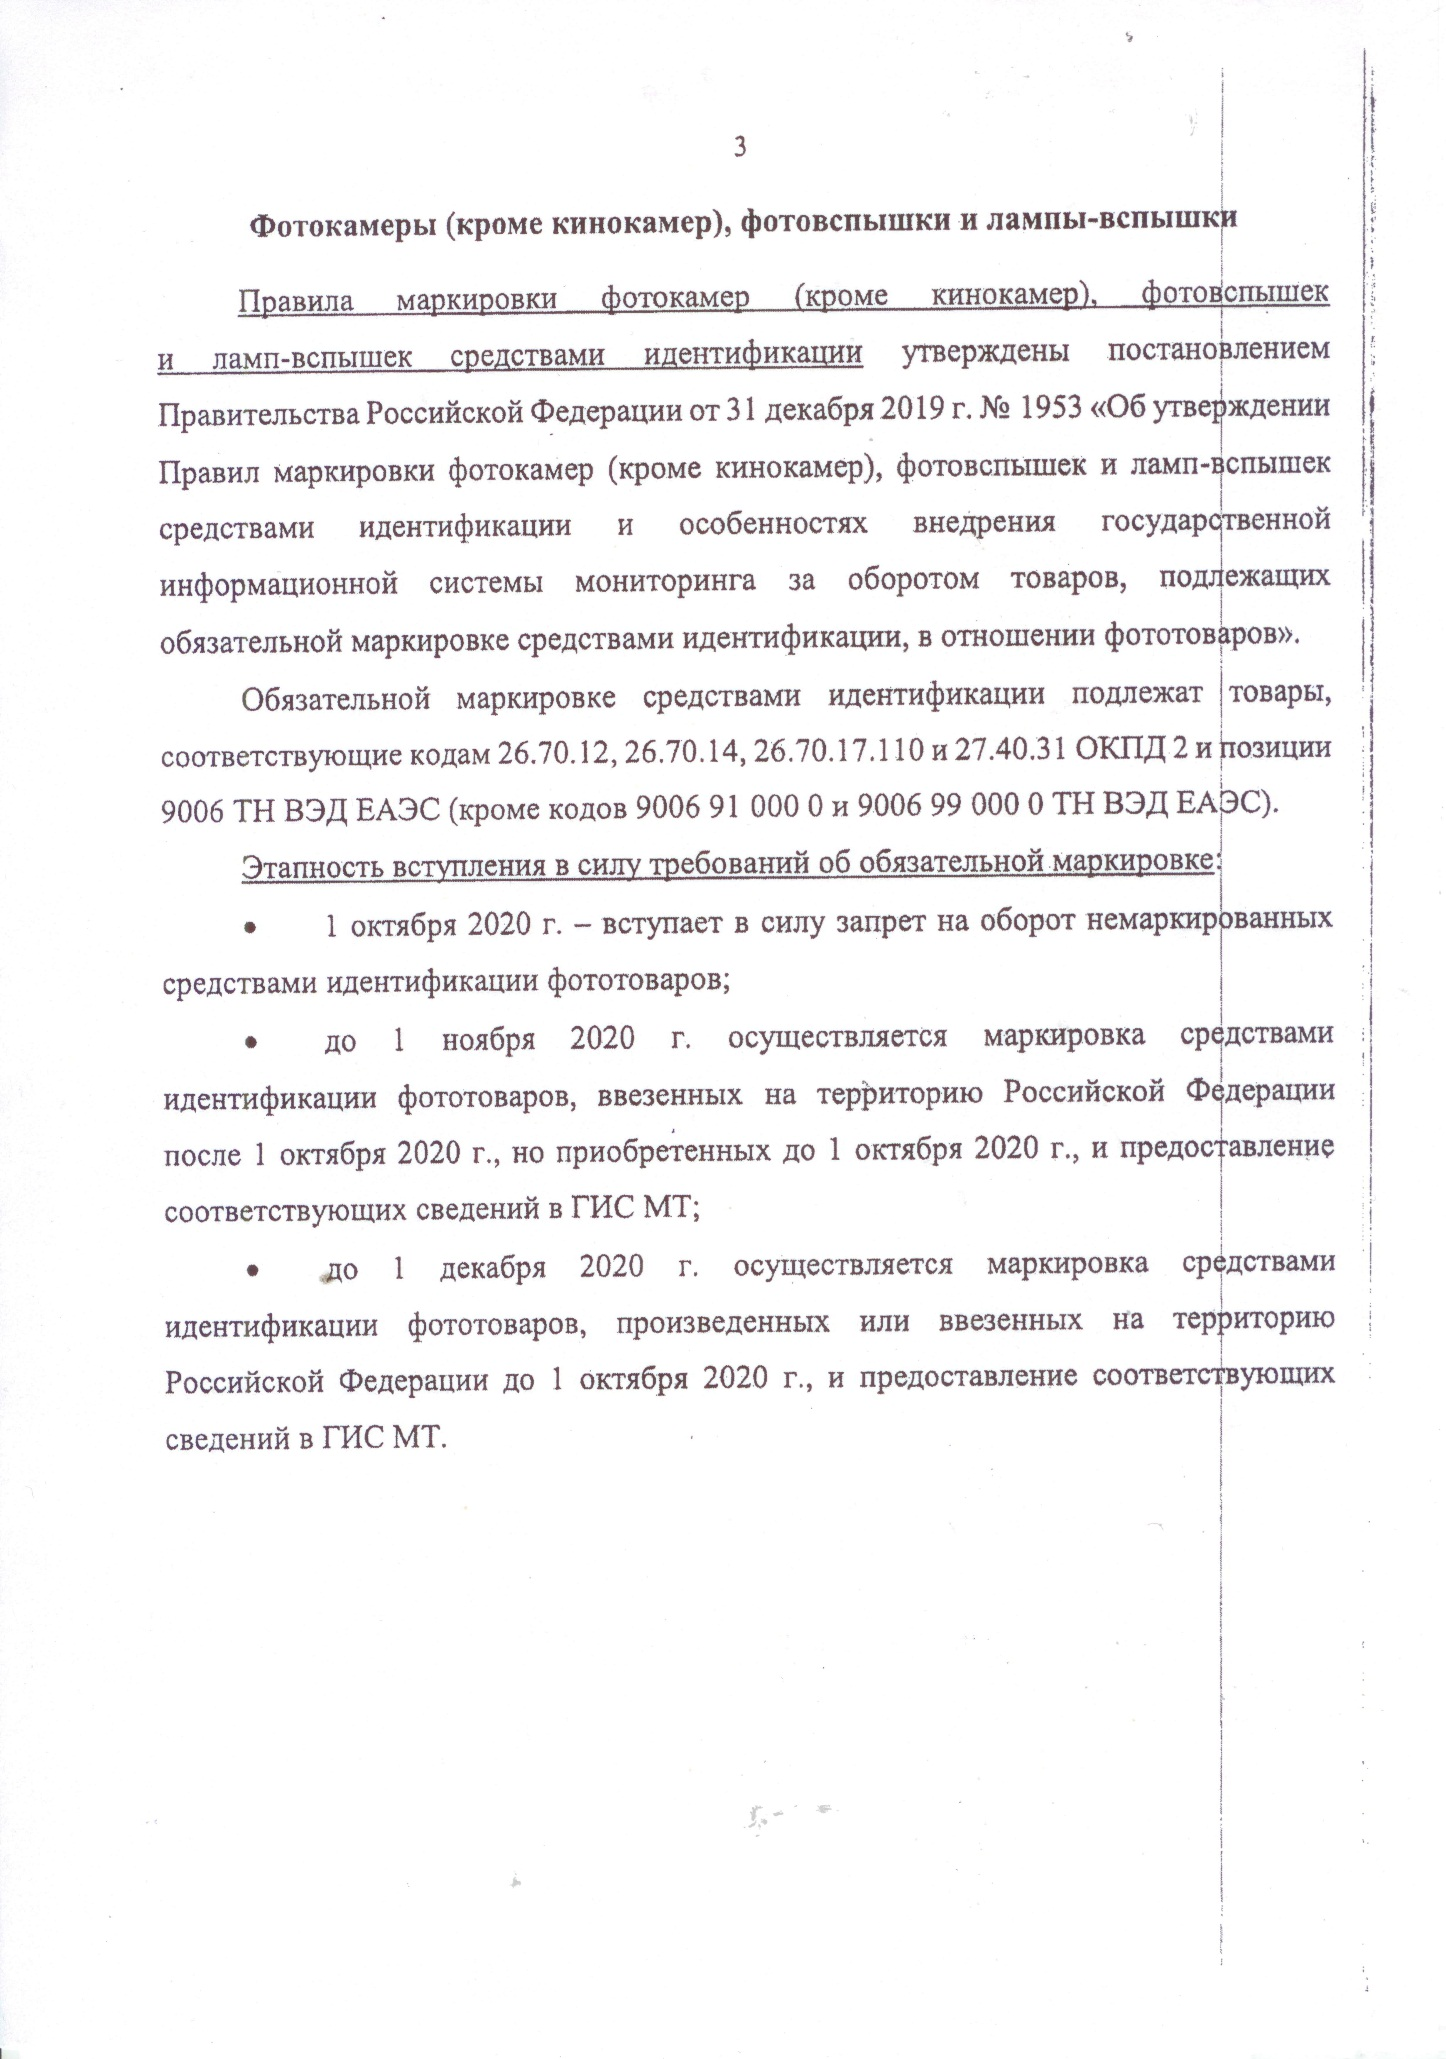 3
Фотокамеры (кроме кинокамер), фотовспышки и лампы-вспышки
Правила маркировки фотокамер (кроме кинокамер), фотовспышек
и ламп-вспышек средствами идентификации утверждены постановлением
Правительства Российской Федерации от 31 декабря 2019 г. № 1953 «Об утверждении
Правил маркировки фотокамер (кроме кинокамер), фотовспышек и ламп-вспышек
средствами идентификации и особенностях внедрения государственной
информационной системы мониторинга за оборотом товаров, подлежащих
обязательной маркировке средствами идентификации, в отношении фототоваров».
Обязательной маркировке средствами идентификации подлежат товары,
соответствующие кодам 26.70.12, 26.70.14, 26.70.17.110 и 27.40.31 ОКПД 2 и позиции
9006 ТН ВЭД ЕАЭС (кроме кодов 9006 91 000 0 и 9006 99 000 0 ТН ВЭД ЕАЭС).
Этапность вступления в силу требований об обязательной маркировке:
• 1 октября 2020 г. – вступает в силу запрет на оборот немаркированных
средствами идентификации фототоваров;
• до 1 ноября 2020 г. осуществляется маркировка средствами
идентификации фототоваров, ввезенных на территорию Российской Федерации
после 1 октября 2020 г., но приобретенных до 1 октября 2020 г., и предоставление
соответствующих сведений в ГИС МТ;
• до 1 декабря 2020 г. осуществляется маркировка средствами
идентификации фототоваров, произведенных или ввезенных на территорию
Российской Федерации до 1 октября 2020 г., и предоставление соответствующих
сведений в ГИС МТ.